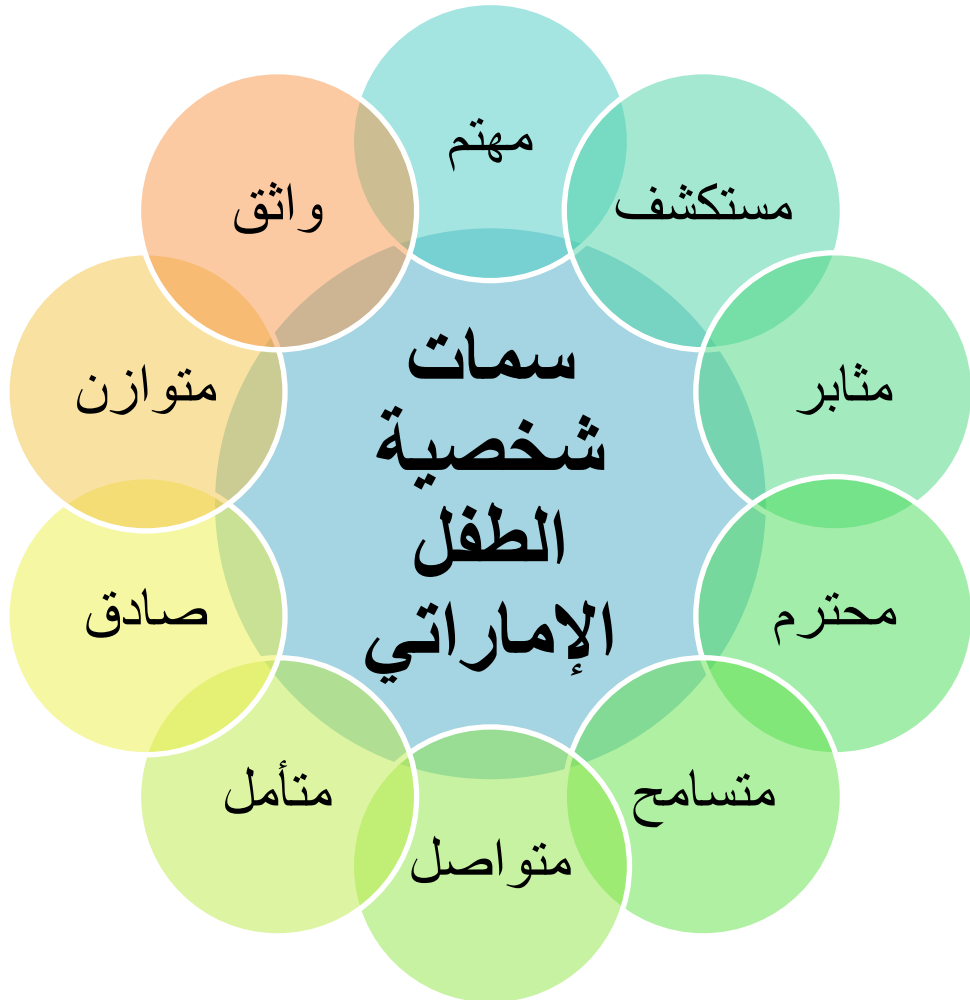 سمات
شخصية
الطفل
الإماراتي
مهتم
مستكشف
مثابر
محترم
متسامح
متواصل
متأمل
صادق
متوازن
واثق